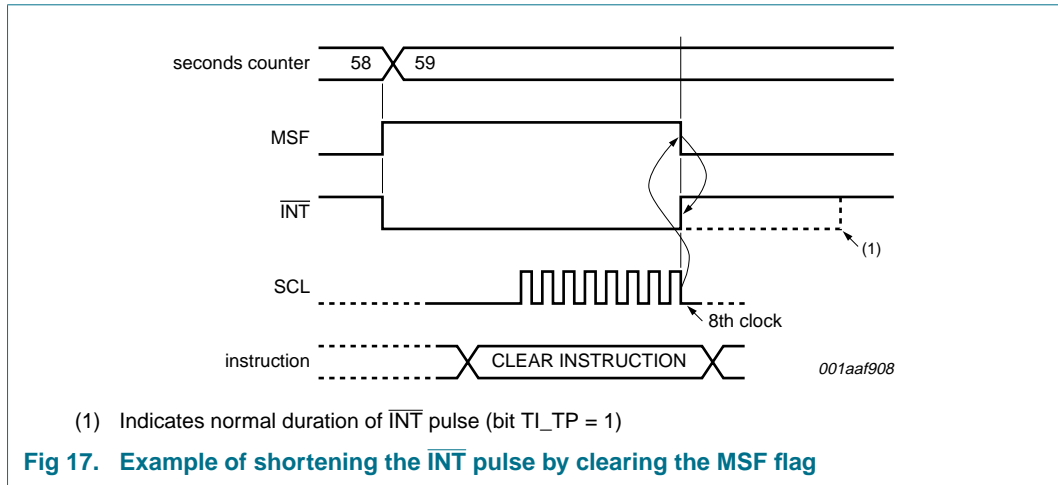 seconds counter 58 59
MSF
INT
(1)
SCL
8th clock
instruction CLEAR INSTRUCTION
001aaf908
(1) Indicates normal duration of INT pulse (bit TI_TP = 1)
Fig 17. Example of shortening the INT pulse by clearing the MSF flag